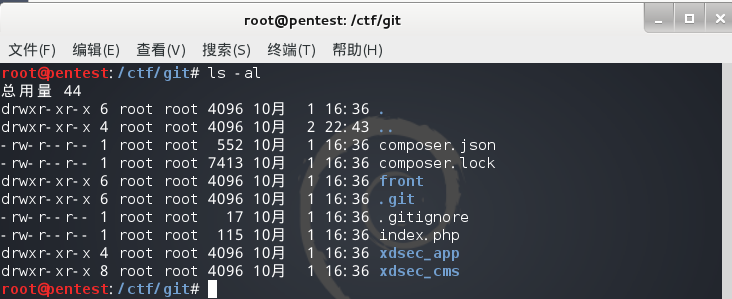 root@pentest: /ctf/git
文件(F) 编辑(E) 查看(V) 搜索(S) 终端(T) 帮助(H)
root@pentest:/ctf/git# ls -al
总用量 44
drwxr-xr-x 6 root root 4096 10月  1 16:36 .
drwxr-xr-x 4 root root 4096 10月  2 22:43 ..
-rw-r--r-- 1 root root  552 10月  1 16:36 composer.json
-rw-r--r-- 1 root root 7413 10月  1 16:36 composer.lock
drwxr-xr-x 6 root root 4096 10月  1 16:36 front
drwxr-xr-x 6 root root 4096 10月  1 16:36 .git
-rw-r--r-- 1 root root   17 10月  1 16:36 .gitignore
-rw-r--r-- 1 root root  115 10月  1 16:36 index.php
drwxr-xr-x 4 root root 4096 10月  1 16:36 xdsec_app
drwxr-xr-x 8 root root 4096 10月  1 16:36 xdsec_cms
root@pentest:/ctf/git#